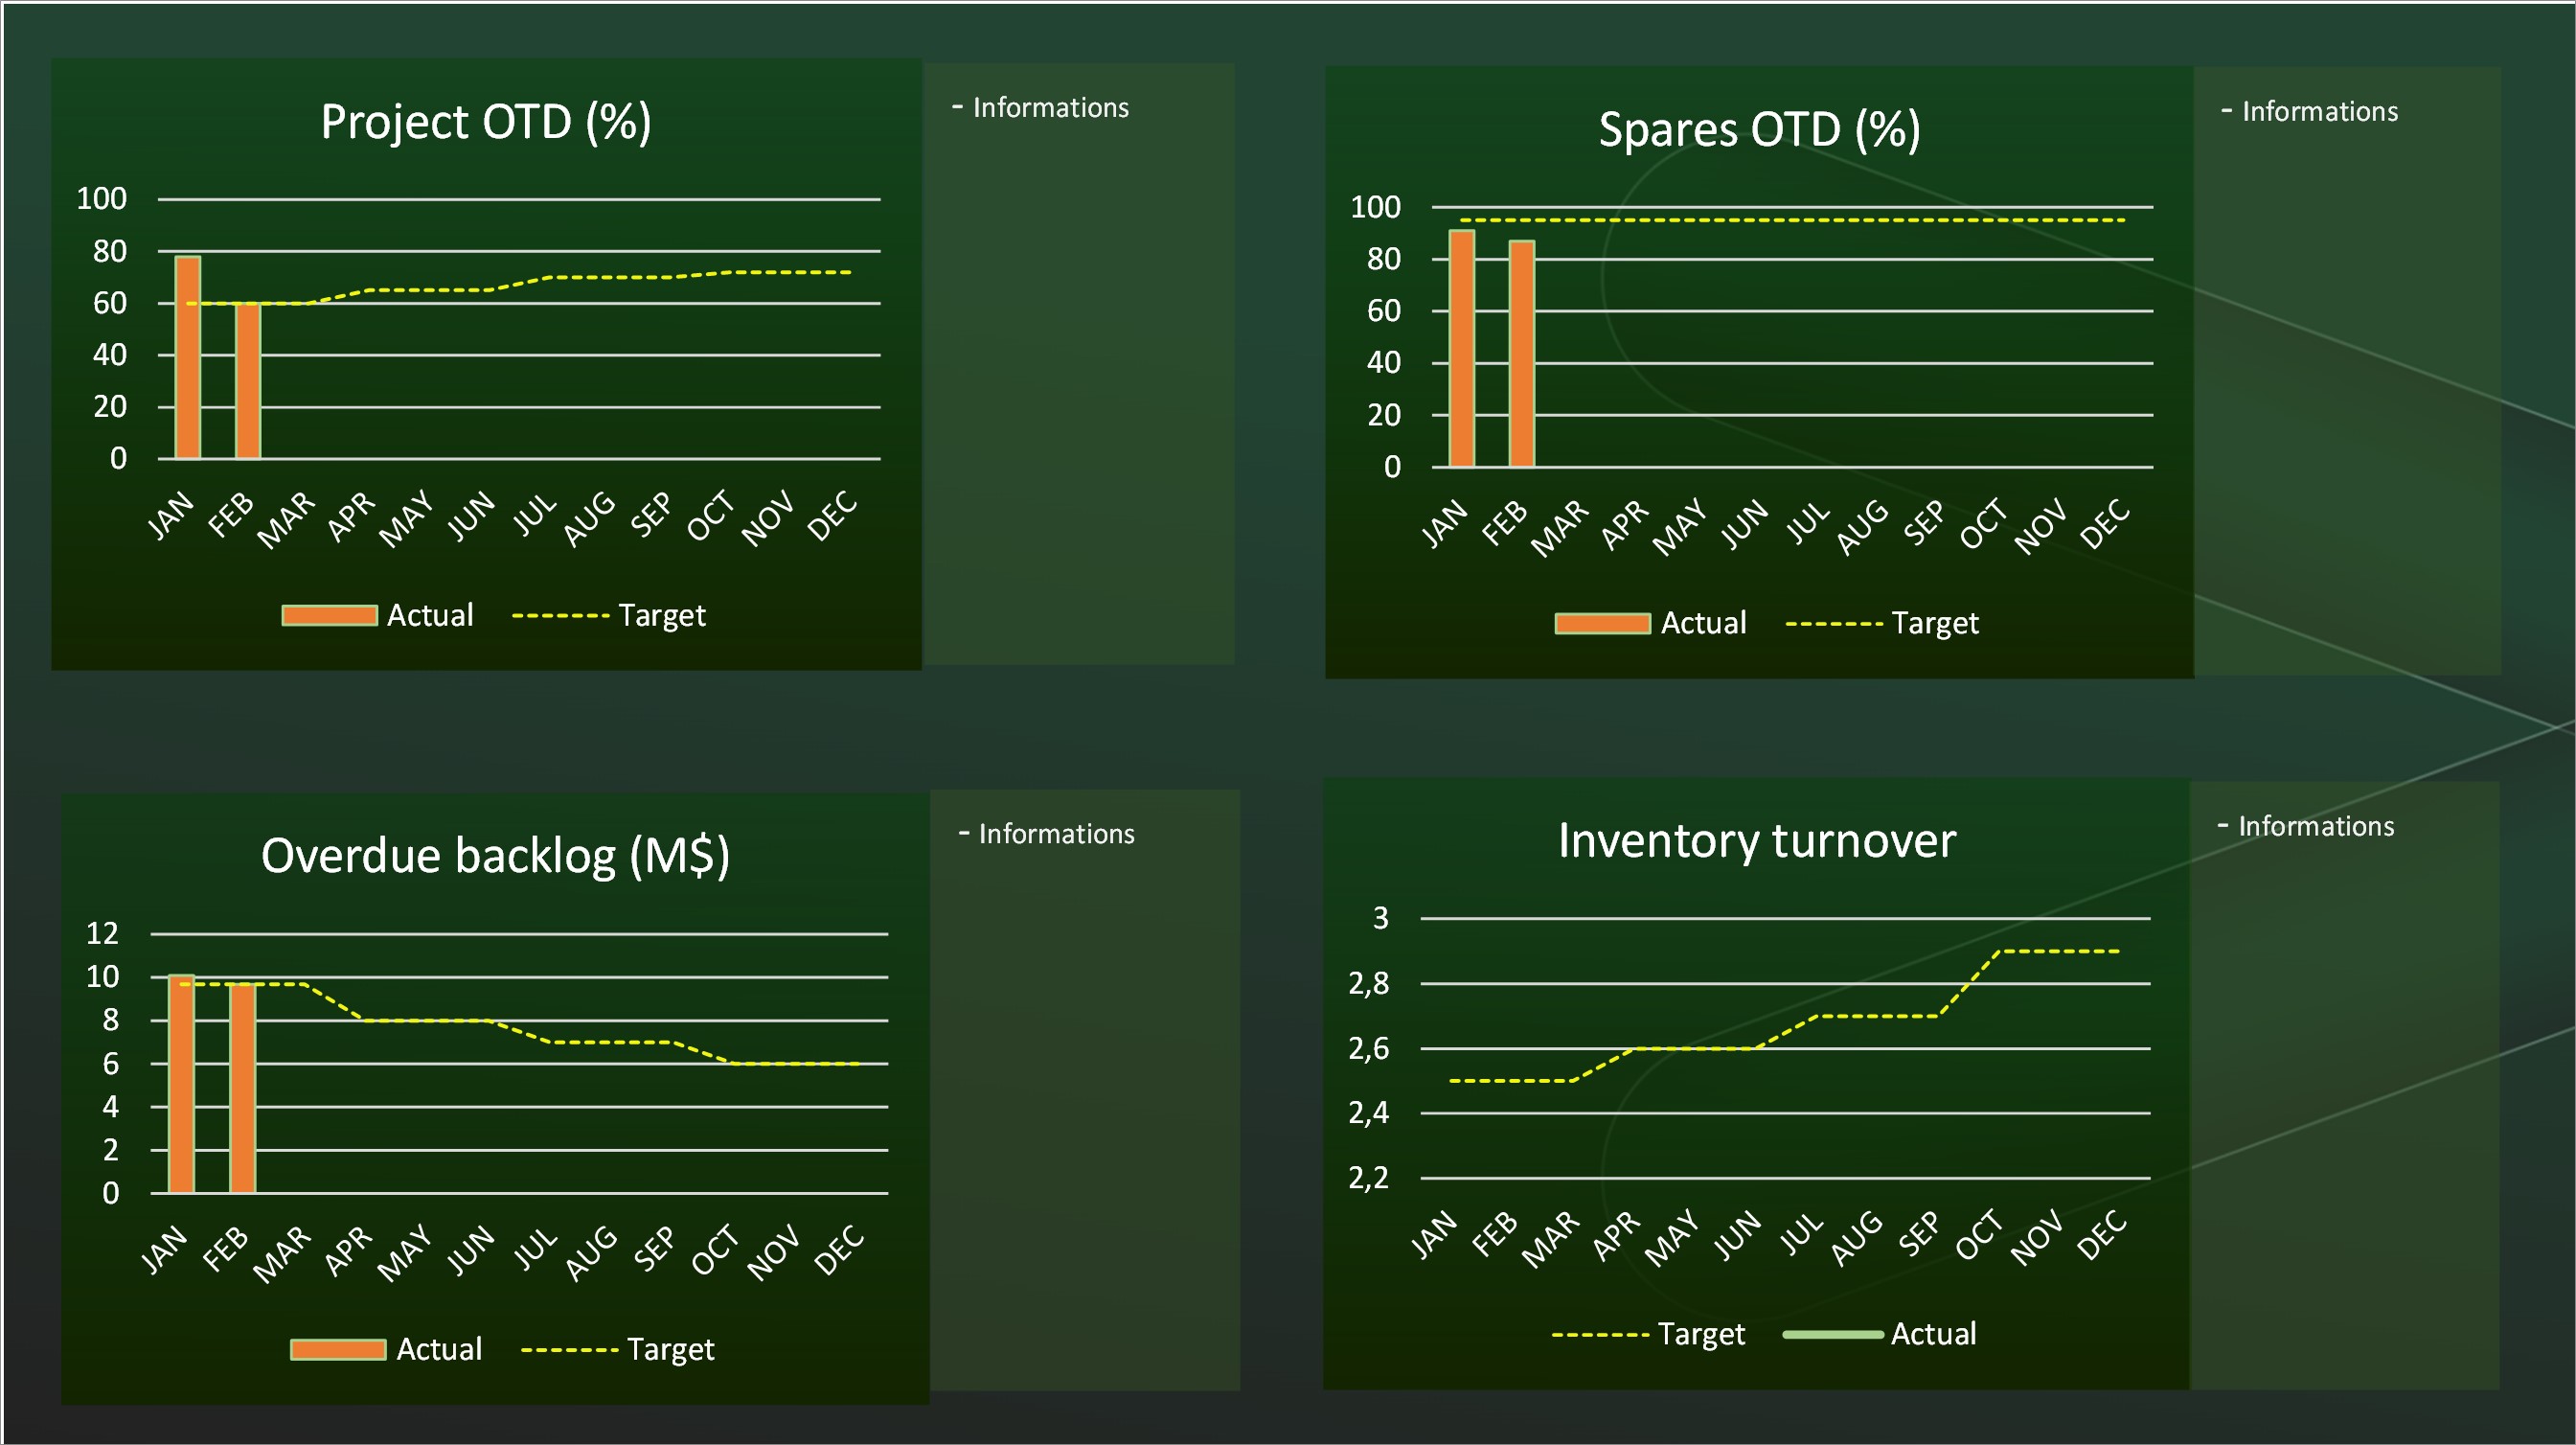 Project OTD (%)
100
80
60
40
20
0
JAN FEB MAR APR MAY JUN JUL AUG SEP OCT NOV DEC
Actual Target
- Informations
Spares OTD (%)
100
80
60
40
20
0
JAN FEB MAR APR MAY JUN JUL AUG SEP OCT NOV DEC
Actual Target
- Informations
Overdue backlog (M$)
12
10
8
6
4
2
0
JAN FEB MAR APR MAY JUN JUL AUG SEP OCT NOV DEC
Actual Target
- Informations
Inventory turnover
3
2,8
2,6
2,4
2,2
JAN FEB MAR APR MAY JUN JUL AUG SEP OCT NOV DEC
Target Actual
- Informations